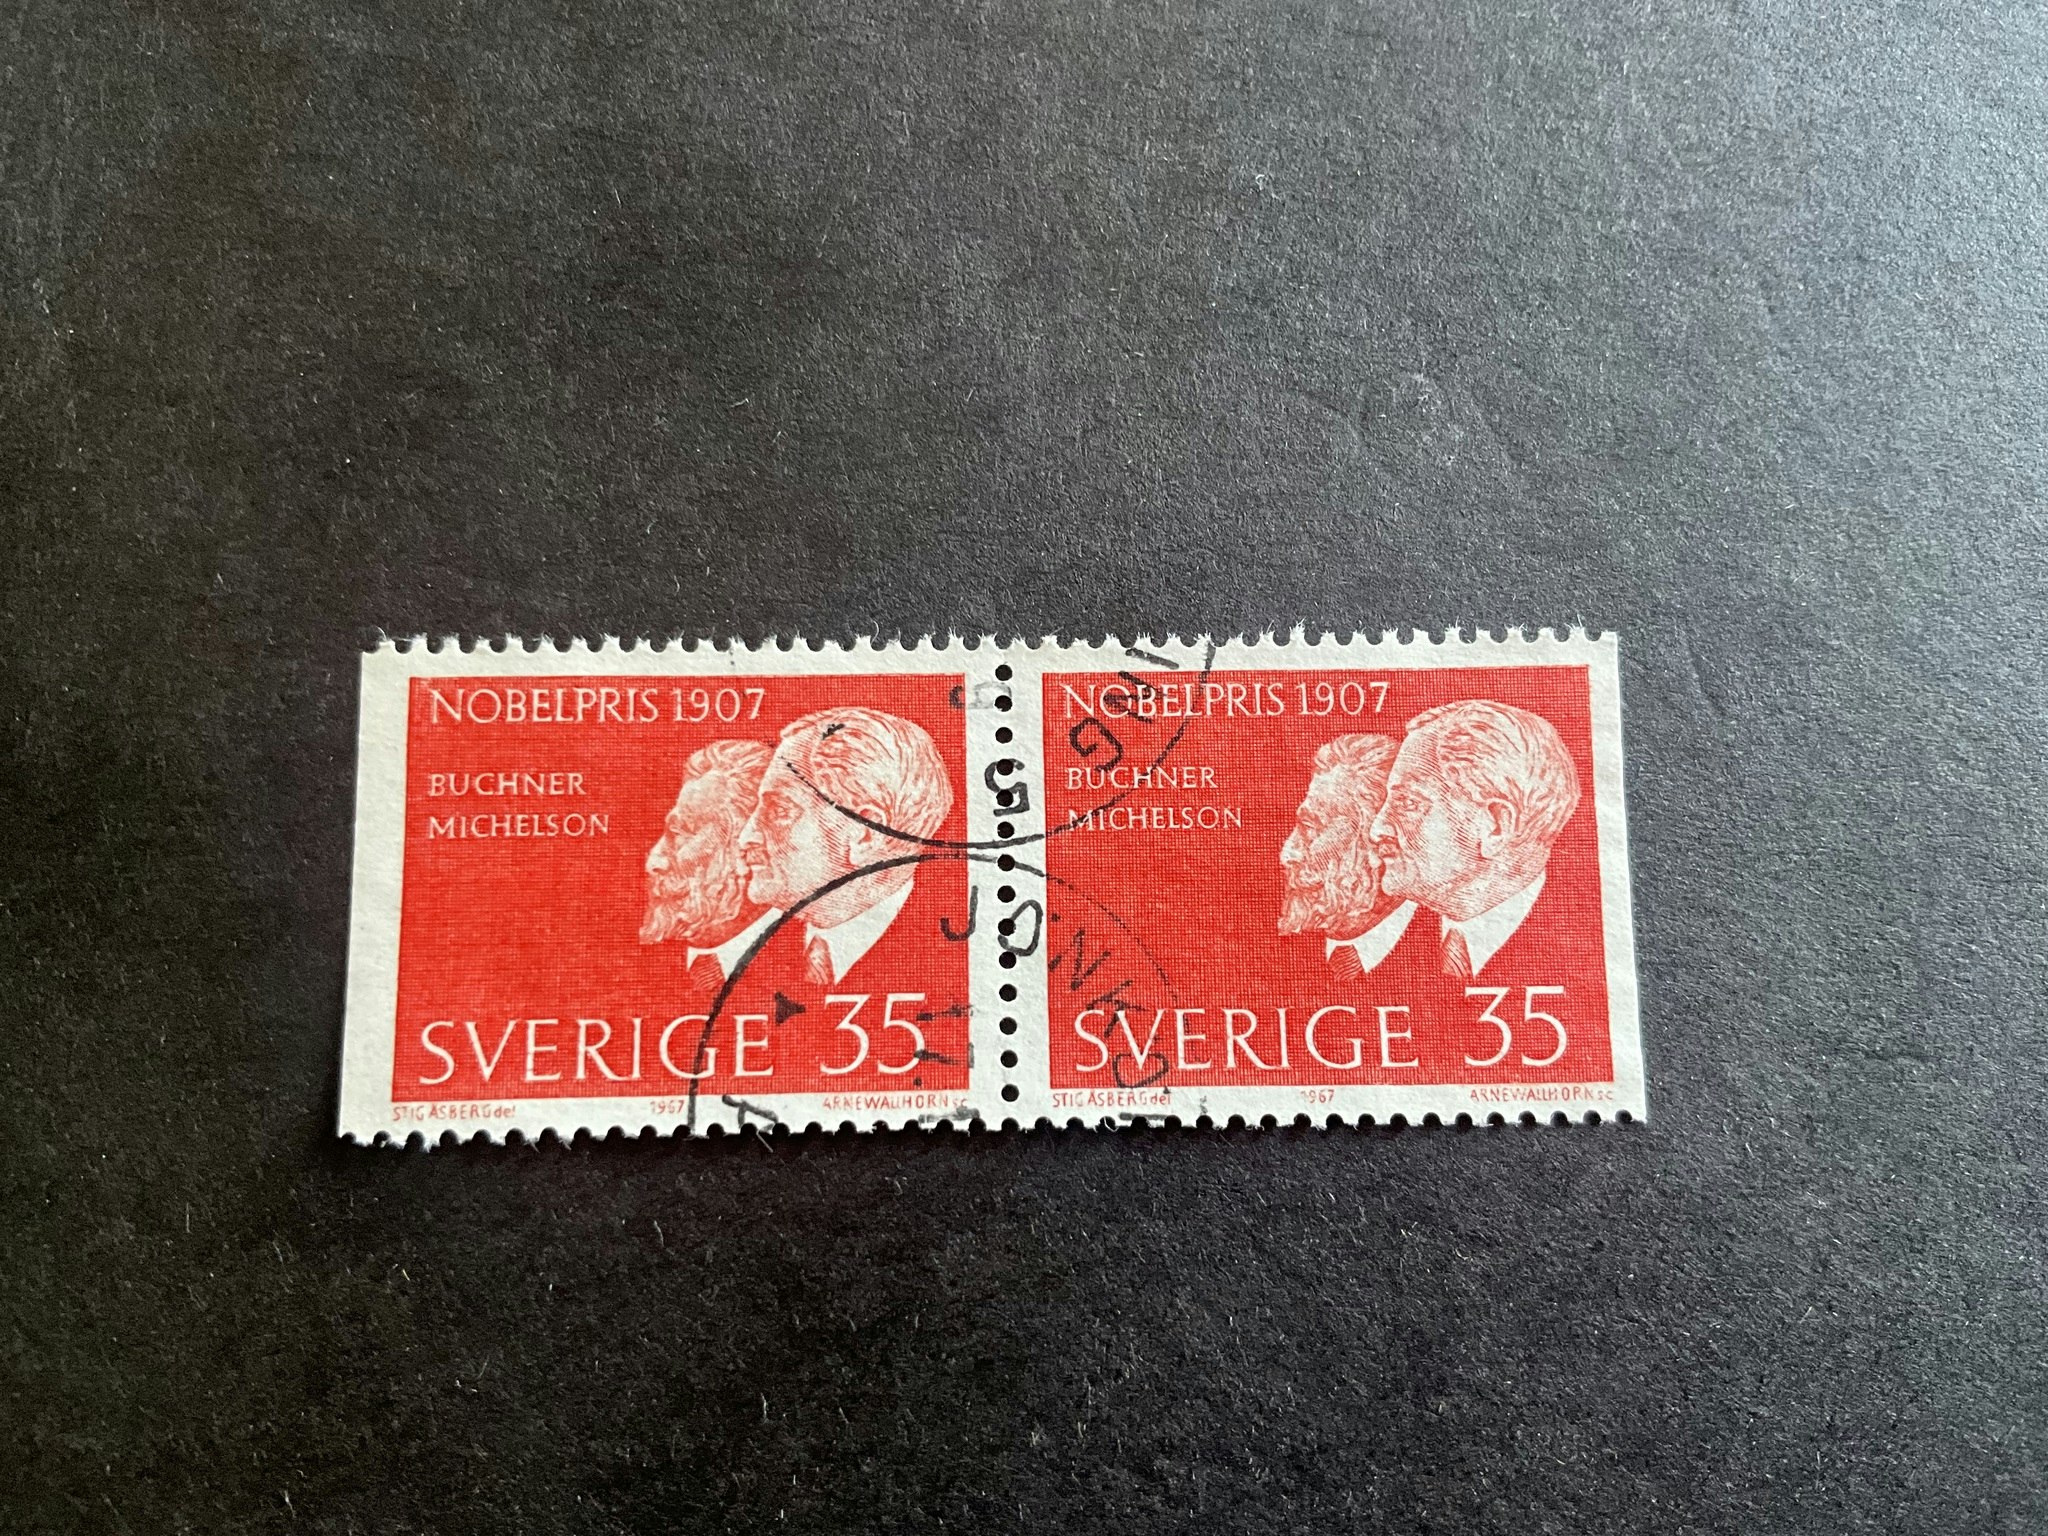 NOBELPRIS 1907
BUCHNER
MICHELSON
SVERIGE 35
STIG ÅSBERG del 1967 ARNE WALLHORN sc
NOBELPRIS 1907
BUCHNER
MICHELSON
SVERIGE 35
STIG ÅSBERG del 1967 ARNE WALLHORN sc